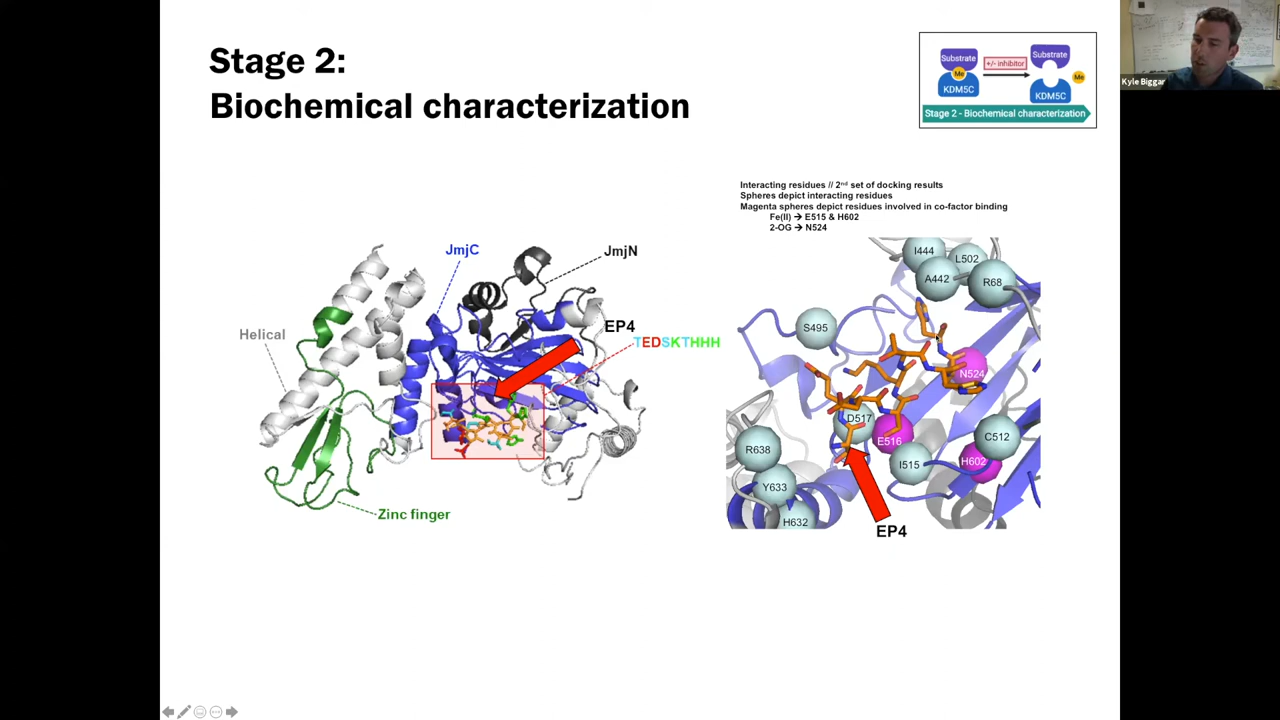 Stage 2:
Biochemical characterization
Substrate
Me
KDM5C
+/- inhibitor
Substrate
Me
KDM5C
Stage 2 - Biochemical characterization
Kyle Biggar
Interacting residues // 2nd set of docking results
Spheres depict interacting residues
Magenta spheres depict residues involved in co-factor binding
Fe(II) → E515 & H602
2-OG → N524
JmjC
JmjN
Helical
EP4
TEDSKTHHH
Zinc finger
I444
L502
A442
R68
S495
N524
D517
E516
C512
R638
I515
H602
Y633
H632
EP4